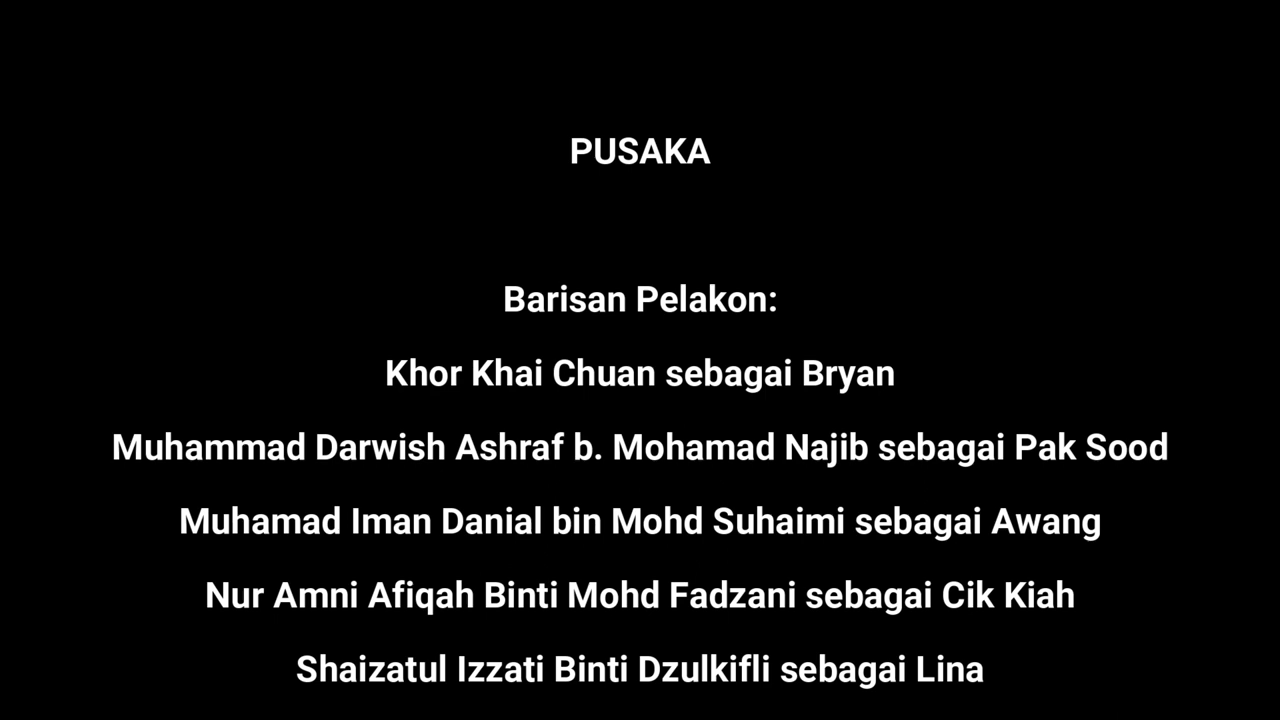 PUSAKA
Barisan Pelakon:
Khor Khai Chuan sebagai Bryan
Muhammad Darwish Ashraf b. Mohamad Najib sebagai Pak Sood
Muhamad Iman Danial bin Mohd Suhaimi sebagai Awang
Nur Amni Afiqah Binti Mohd Fadzani sebagai Cik Kiah
Shaizatul Izzati Binti Dzulkifli sebagai Lina